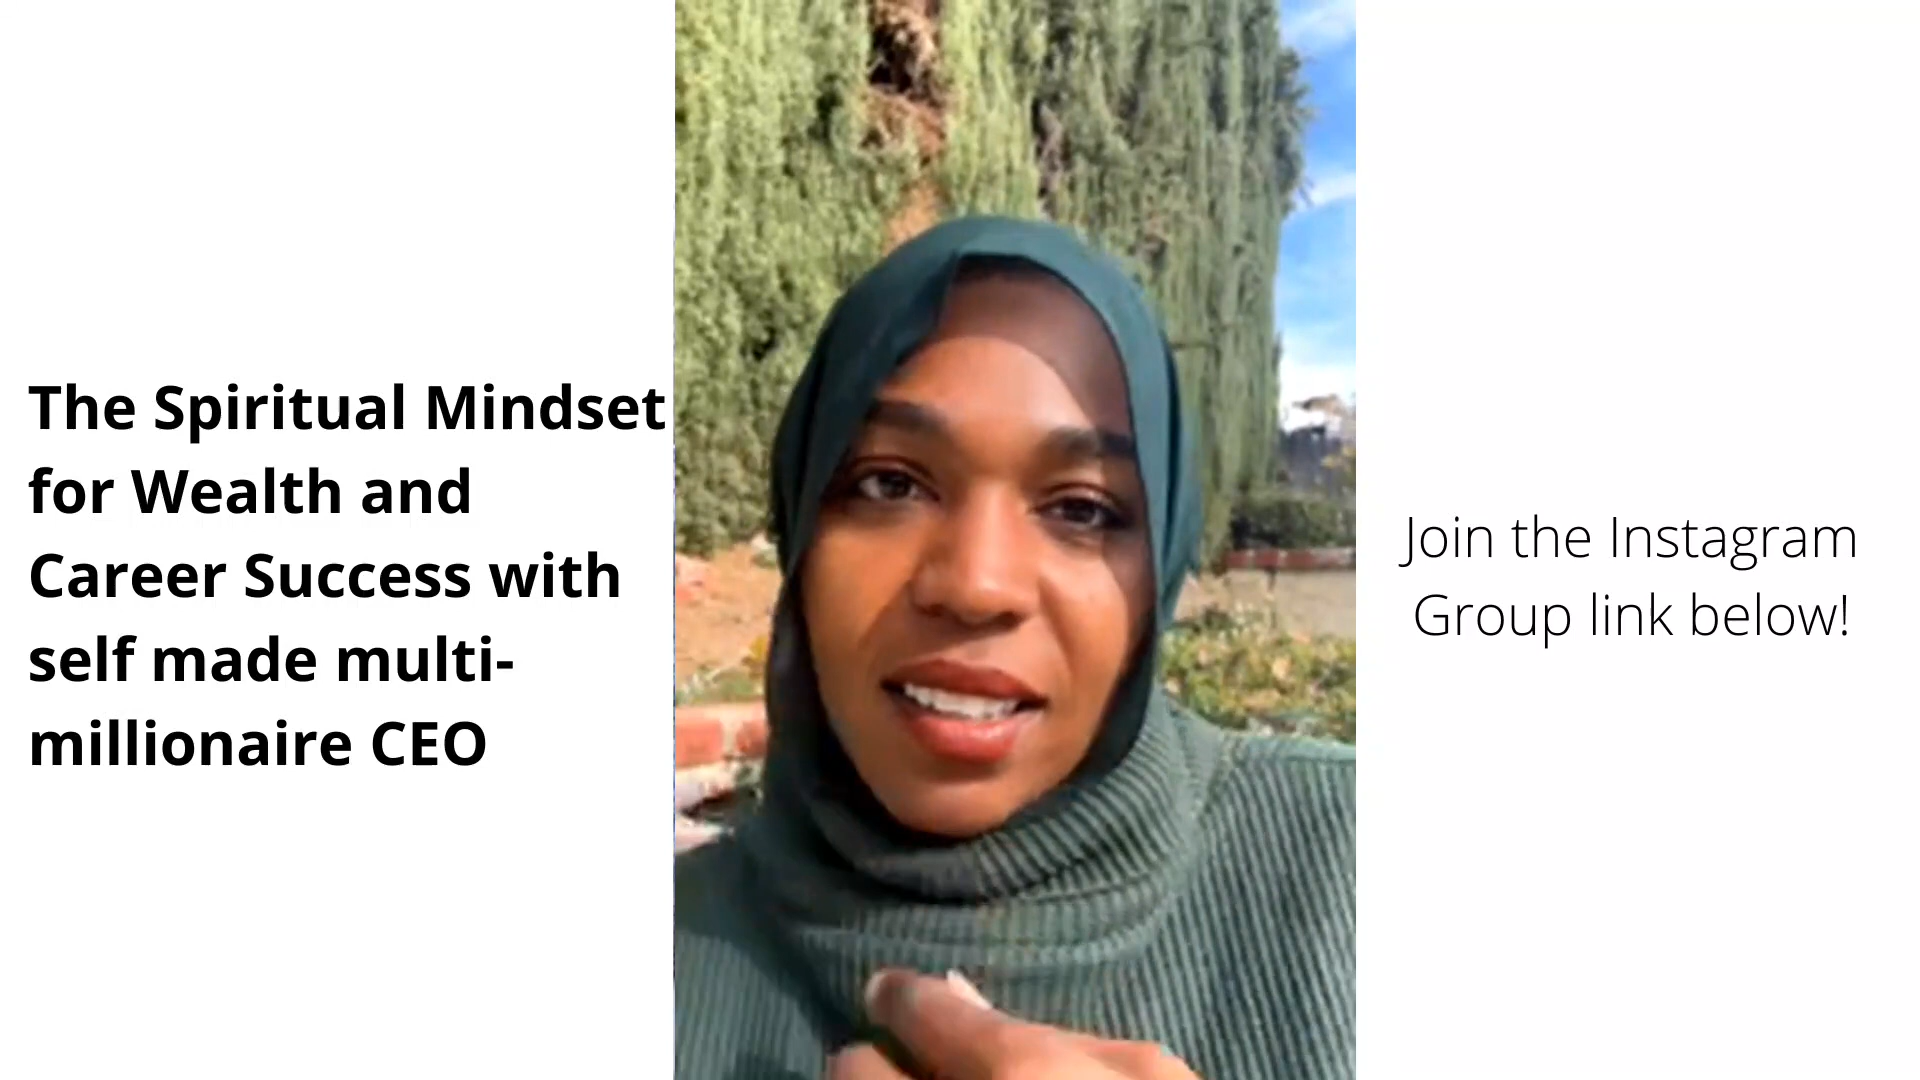 The Spiritual Mindset
for Wealth and
Career Success with
self made multi-
millionaire CEO
Join the Instagram
Group link below!